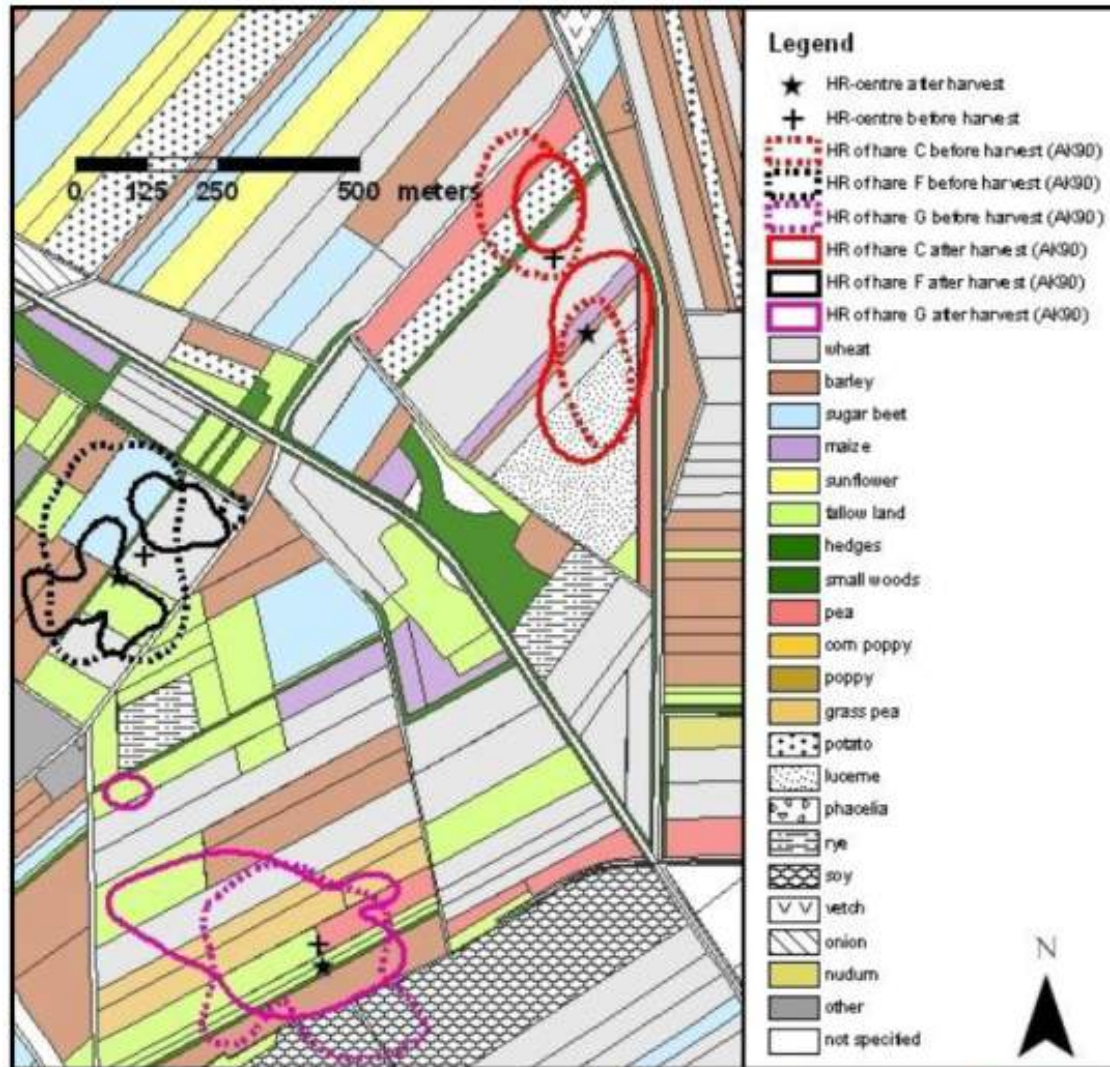 Legend
HR-centre after harvest
HR-centre before harvest
HR of hare C before harvest (AK90)
HR of hare F before harvest (AK90)
HR of hare G before harvest (AK90)
HR of hare C after harvest (AK90)
HR of hare F after harvest (AK90)
HR of hare G after harvest (AK90)
wheat
barley
sugar beet
maize
sunflower
fallow land
hedges
small woods
pea
corn poppy
poppy
grass pea
potato
lucerne
phacelia
rye
soy
vetch
onion
nudum
other
not specified
0 125 250 500 meters
N